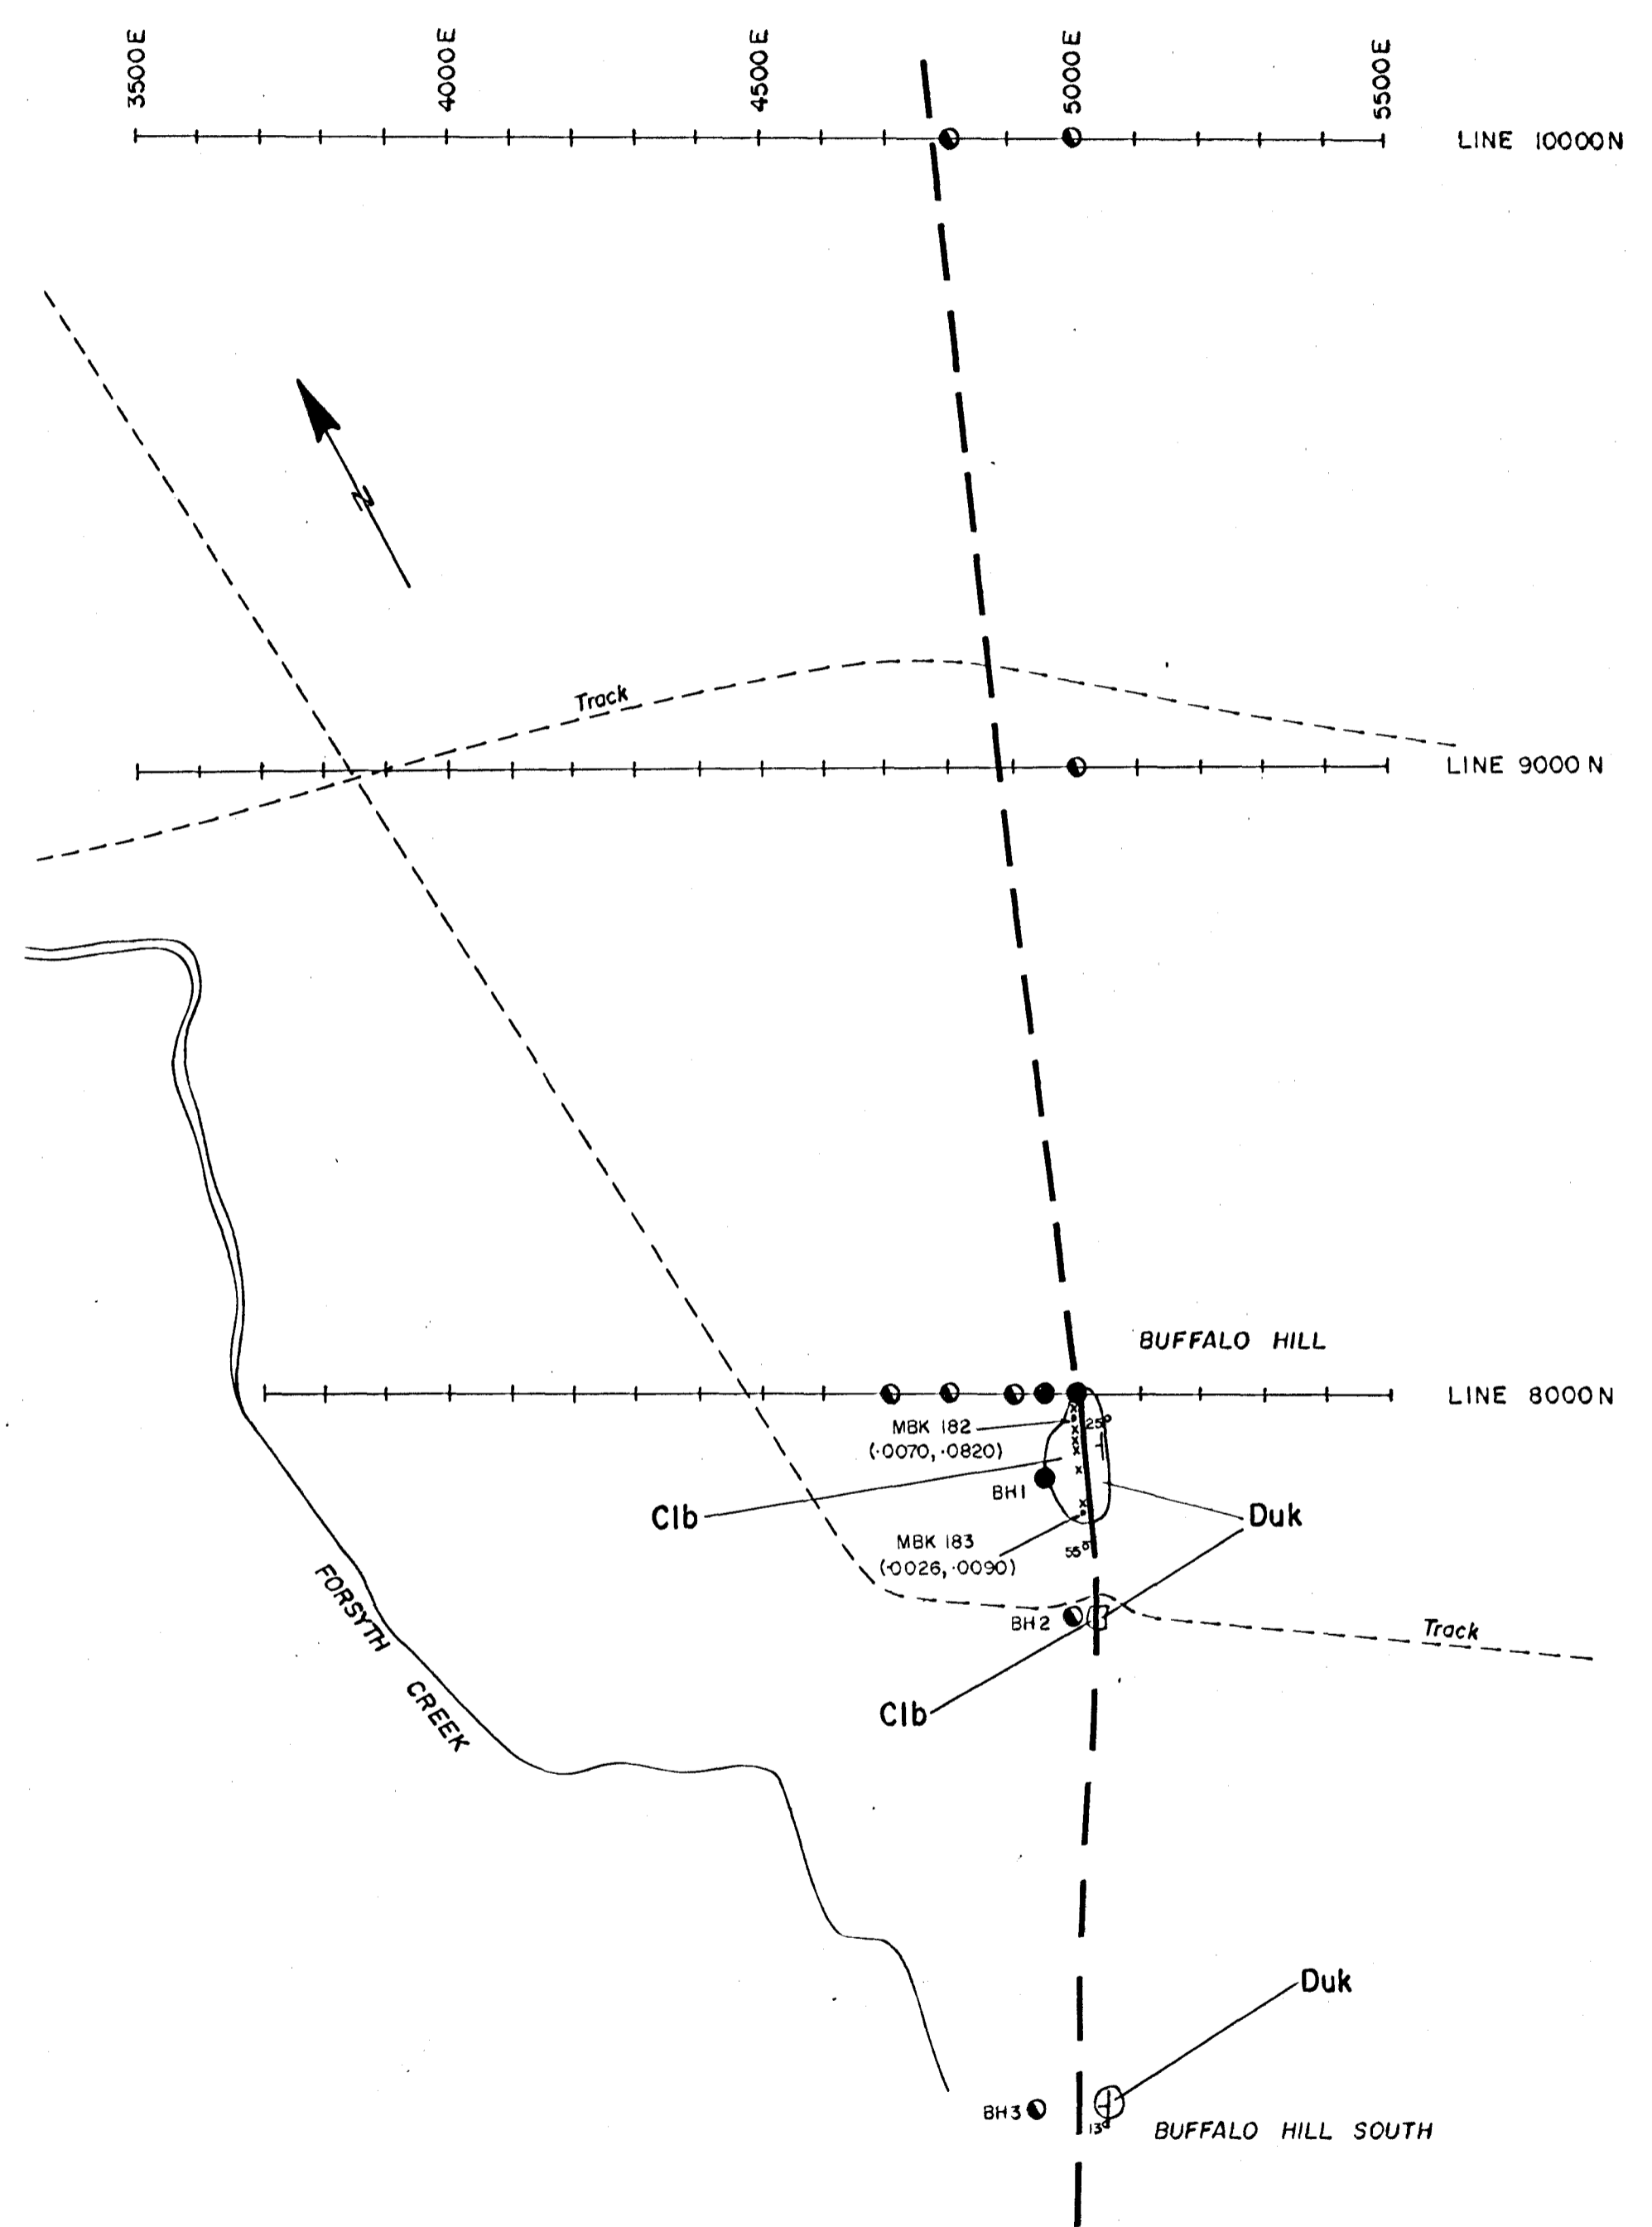 3500E
4000E
4500E
5000E
5500E
LINE 10000N
N
Track
LINE 9000N
BUFFALO HILL
LINE 8000N
MBK 182
(·0070, ·0820)
25°
BH1
Clb
Duk
MBK 183
(·0026, ·0090)
55°
BH2
Track
FORSYTH CREEK
Clb
Duk
BH3
13°
BUFFALO HILL SOUTH